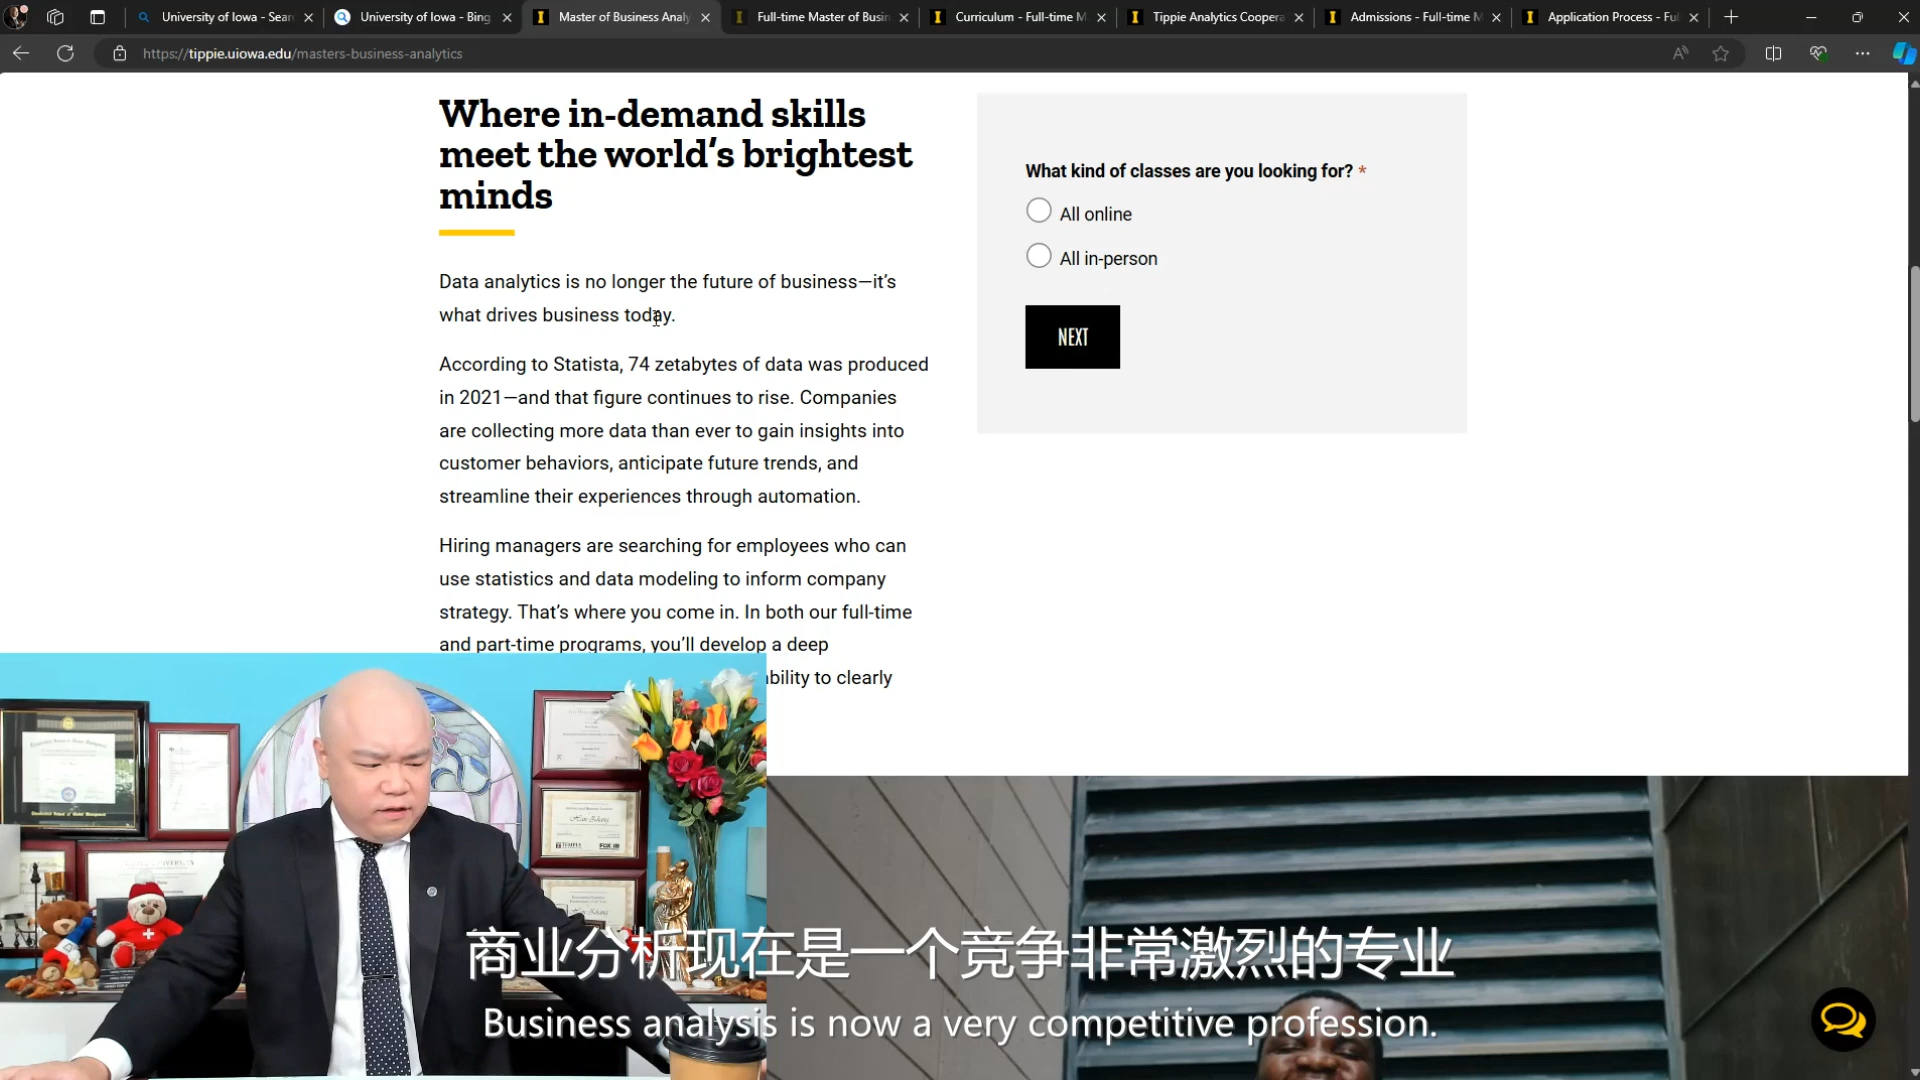 University of Iowa - Sear
University of Iowa - Bing
Master of Business Analy
Full-time Master of Busin
Curriculum - Full-time M
Tippie Analytics Coopera
Admissions - Full-time M
Application Process - Fu
https://tippie.uiowa.edu/masters-business-analytics
Where in-demand skills
meet the world's brightest
minds
Data analytics is no longer the future of business—it's
what drives business today.
According to Statista, 74 zetabytes of data was produced
in 2021—and that figure continues to rise. Companies
are collecting more data than ever to gain insights into
customer behaviors, anticipate future trends, and
streamline their experiences through automation.
Hiring managers are searching for employees who can
use statistics and data modeling to inform company
strategy. That's where you come in. In both our full-time
and part-time programs, you'll develop a deep
bility to clearly
What kind of classes are you looking for? *
All online
All in-person
NEXT
商业分析现在是一个竞争非常激烈的专业
Business analysis is now a very competitive profession.